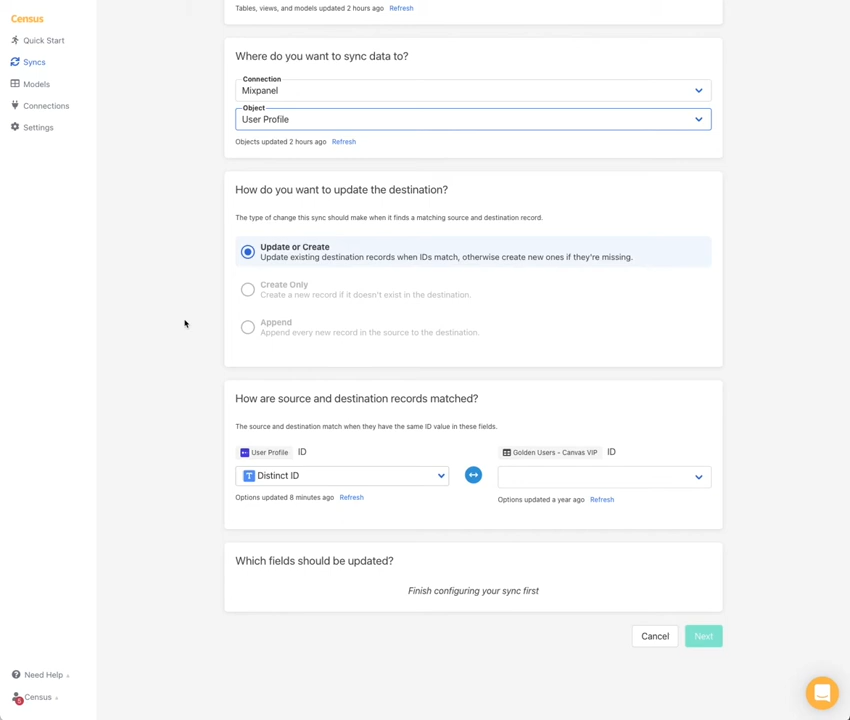 Census
Tables, views, and models updated 2 hours ago Refresh
Quick Start
Syncs
Models
Connections
Settings
Where do you want to sync data to?
Connection
Mixpanel
Object
User Profile
Objects updated 2 hours ago Refresh
How do you want to update the destination?
The type of change this sync should make when it finds a matching source and destination record.
Update or Create
Update existing destination records when IDs match, otherwise create new ones if they're missing.
Create Only
Create a new record if it doesn't exist in the destination.
Append
Append every new record in the source to the destination.
How are source and destination records matched?
The source and destination match when they have the same ID value in these fields.
User Profile ID
Golden Users - Canvas VIP ID
T Distinct ID
Options updated 8 minutes ago Refresh
Options updated a year ago Refresh
Which fields should be updated?
Finish configuring your sync first
Cancel Next
Need Help
Census